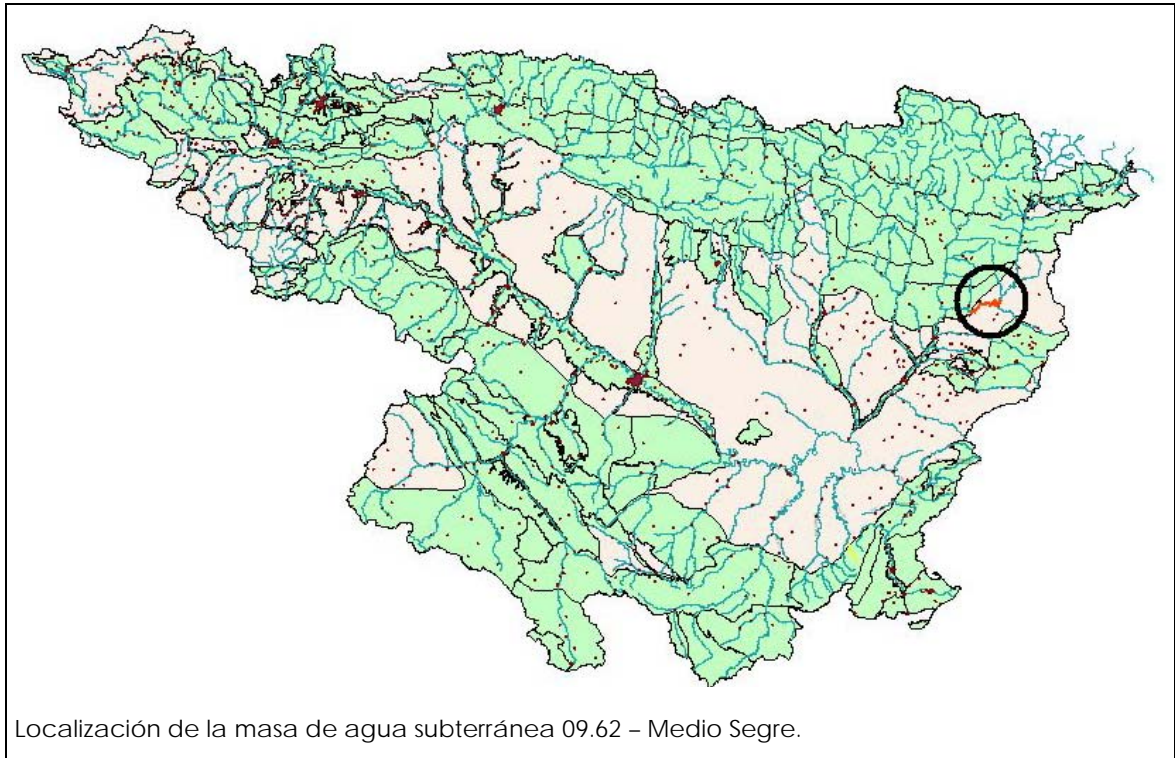 Localización de la masa de agua subterránea 09.62 – Medio Segre.